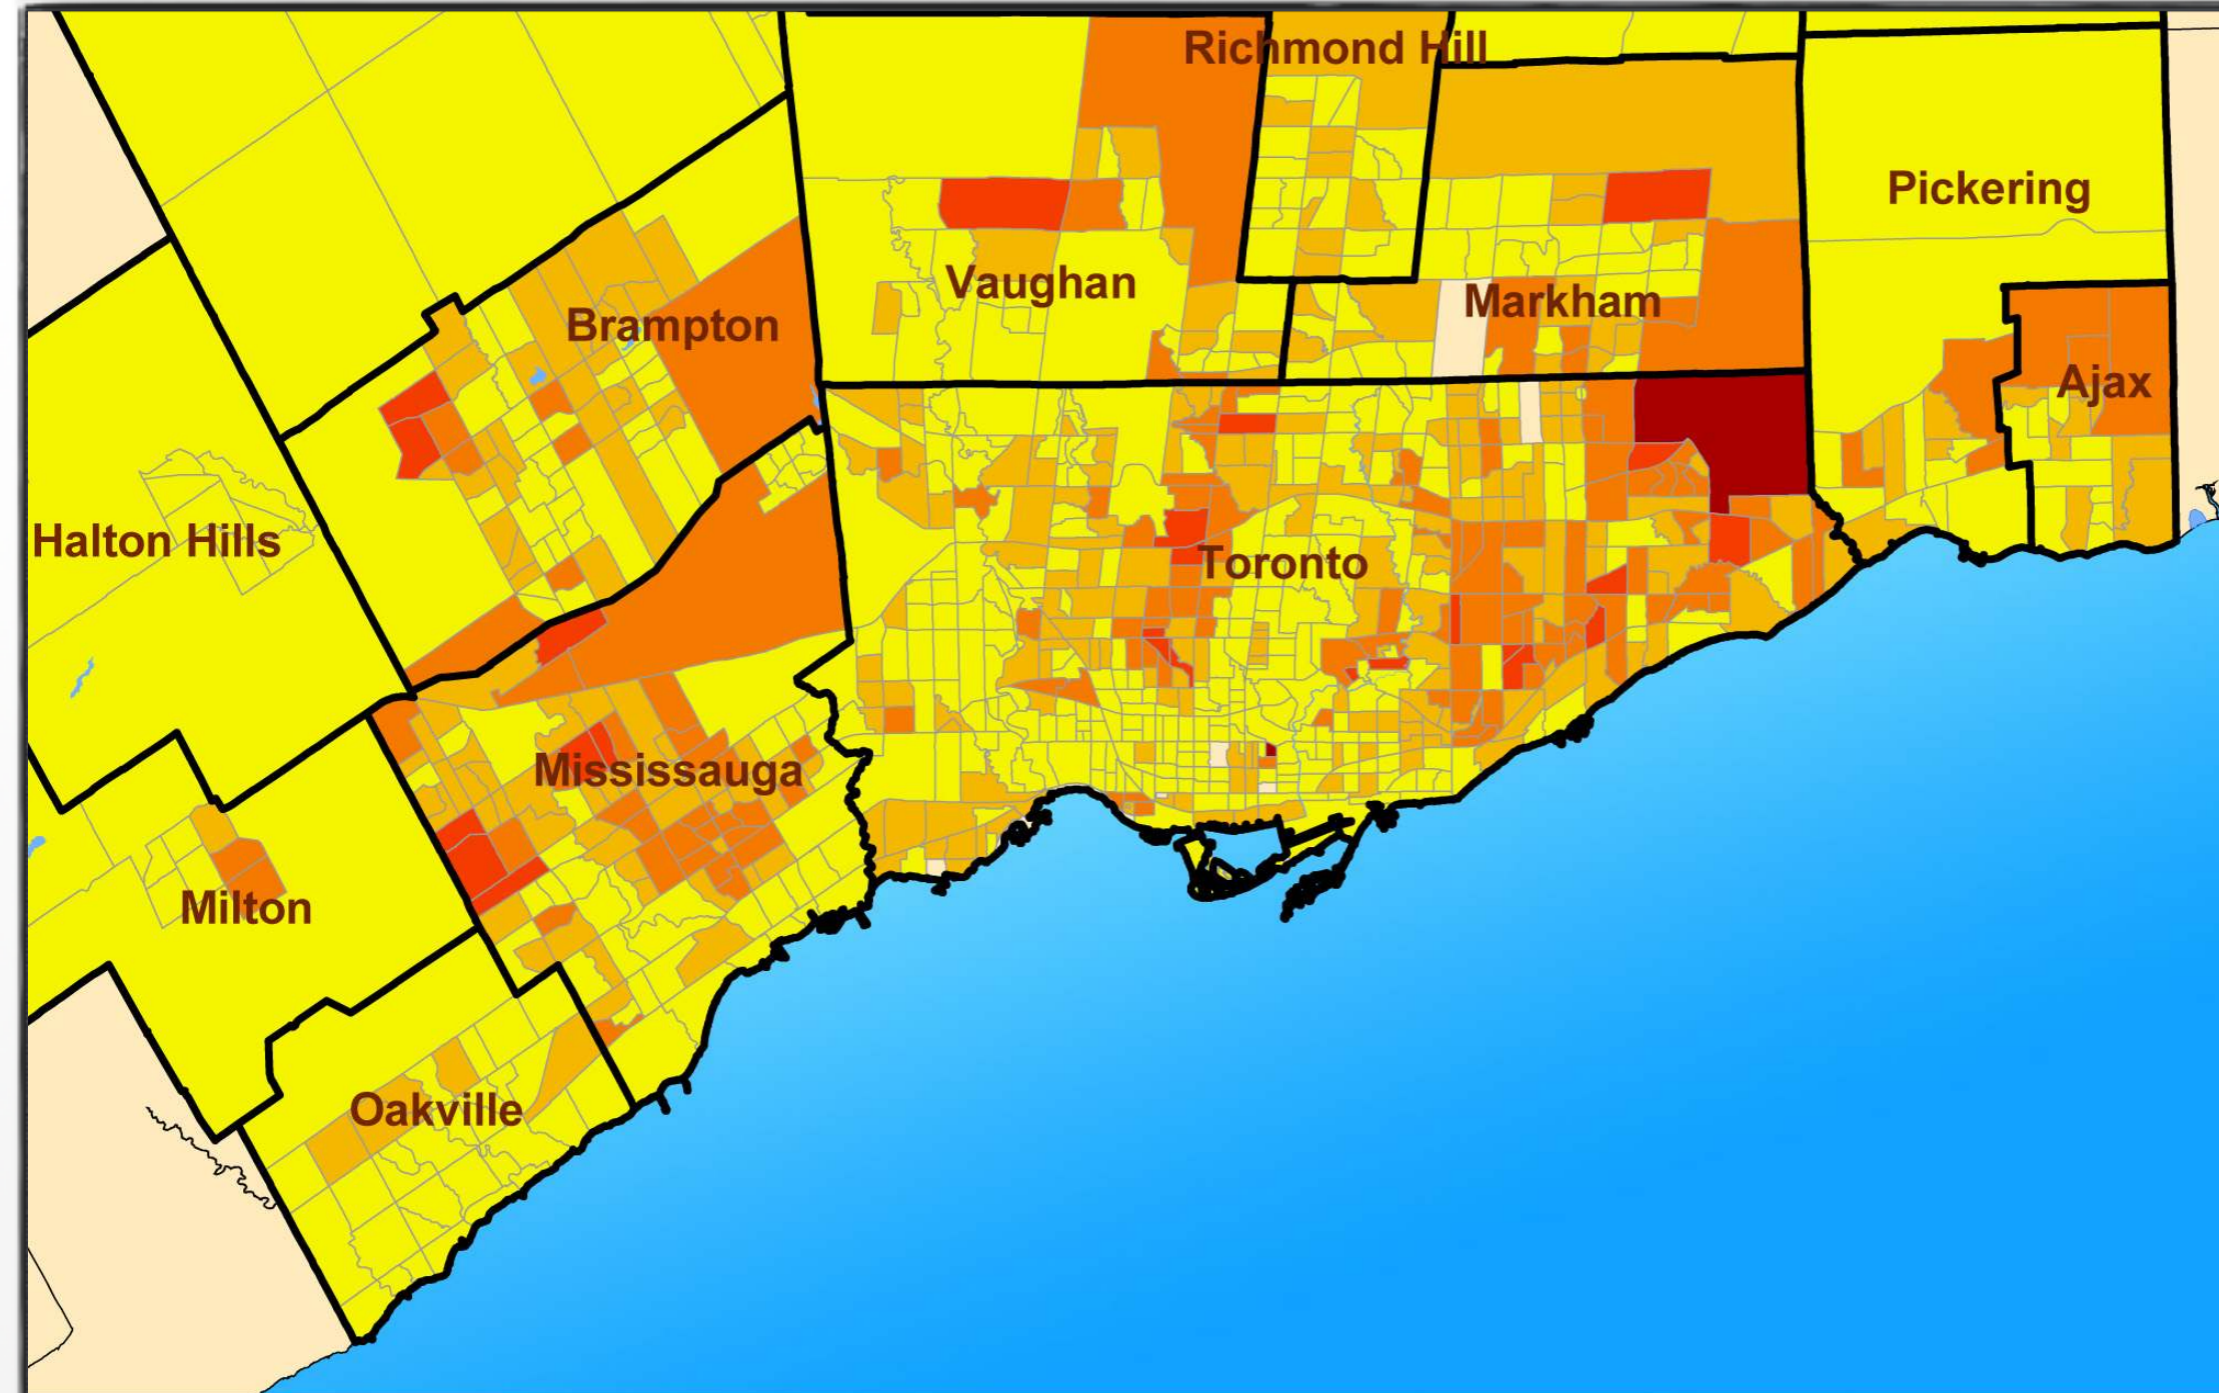 Richmond Hill
Pickering
Vaughan
Markham
Brampton
Ajax
Halton Hills
Toronto
Mississauga
Milton
Oakville